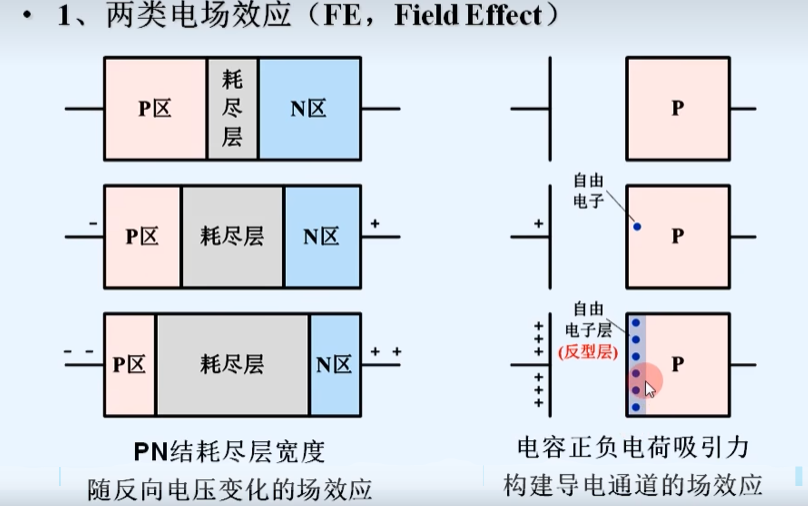 • 1、两类电场效应（FE，Field Effect）
P区
耗尽层
N区
P
自由
电子
-
P区
耗尽层
N区
+
+
P
自由
电子层
(反型层)
- -
P区
耗尽层
N区
+ +
+++
+++
P
PN结耗尽层宽度
随反向电压变化的场效应
电容正负电荷吸引力
构建导电通道的场效应